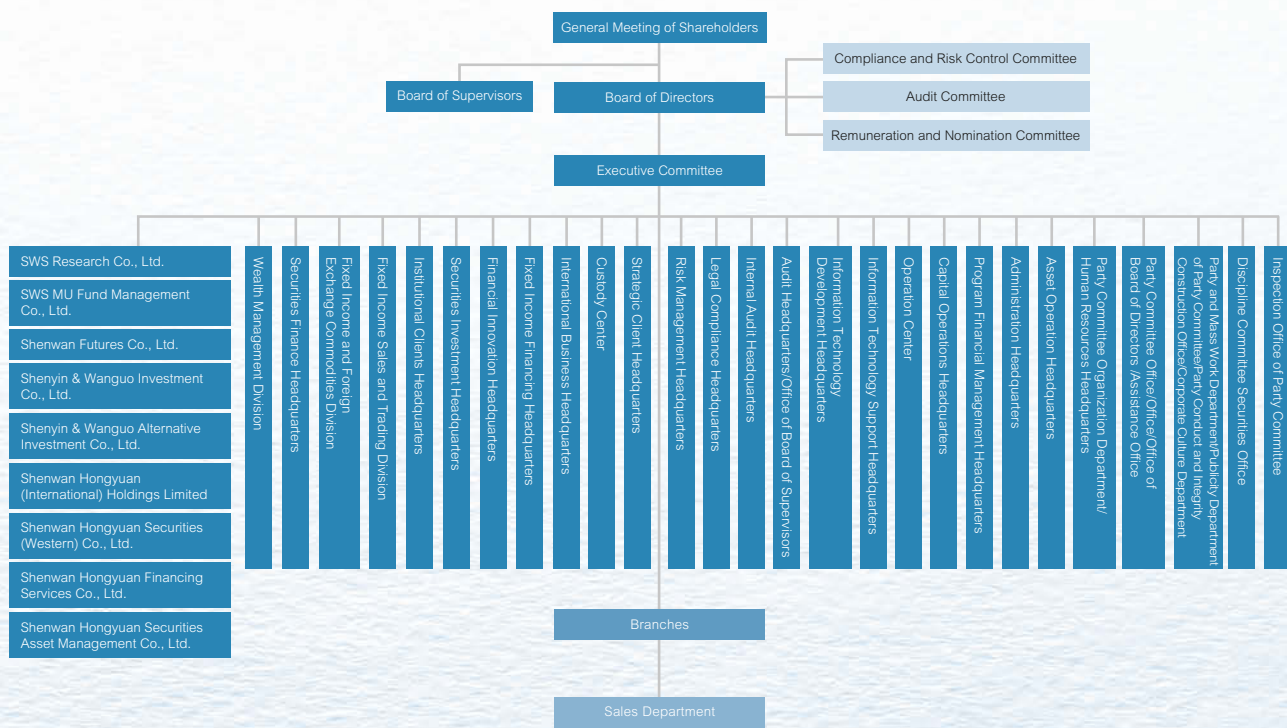 General Meeting of Shareholders
Compliance and Risk Control Committee
Board of Supervisors
Board of Directors
Audit Committee
Remuneration and Nomination Committee
Executive Committee
SWS Research Co., Ltd.
SWS MU Fund Management
Co., Ltd.
Shenwan Futures Co., Ltd.
Shenyin & Wanguo Investment
Co., Ltd.
Shenyin & Wanguo Alternative
Investment Co., Ltd.
Shenwan Hongyuan
(International) Holdings Limited
Shenwan Hongyuan Securities
(Western) Co., Ltd.
Shenwan Hongyuan Financing
Services Co., Ltd.
Shenwan Hongyuan Securities
Asset Management Co., Ltd.
Wealth Management Division
Securities Finance Headquarters
Fixed Income and Foreign
Exchange Commodities Division
Fixed Income Sales and Trading Division
Institutional Clients Headquarters
Securities Investment Headquarters
Financial Innovation Headquarters
Fixed Income Financing Headquarters
International Business Headquarters
Custody Center
Strategic Client Headquarters
Risk Management Headquarters
Legal Compliance Headquarters
Internal Audit Headquarters
Audit Headquarters/Office of Board of Supervisors
Information Technology
Development Headquarters
Information Technology Support Headquarters
Operation Center
Capital Operations Headquarters
Program Financial Management Headquarters
Administration Headquarters
Asset Operation Headquarters
Party Committee Organization Department/
Human Resources Headquarters
Party Committee Office/Office/Office of
Board of Directors /Assistance Office
Party and Mass Work Department/Publicity Department
of Party Committee/Party Conduct and Integrity
Construction Office/Corporate Culture Department
Discipline Committee Securities Office
Inspection Office of Party Committee
Branches
Sales Department